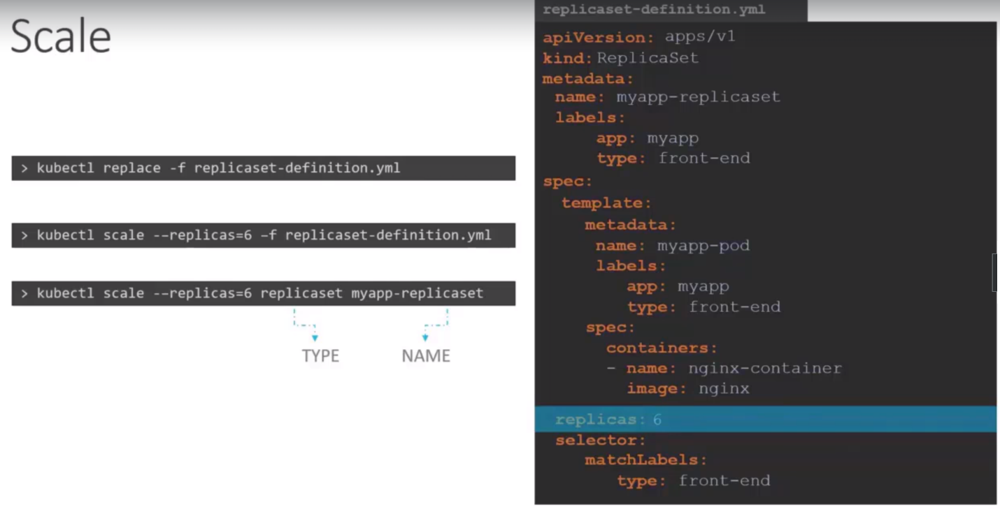 Scale
> kubectl replace -f replicaset-definition.yml
> kubectl scale --replicas=6 –f replicaset-definition.yml
> kubectl scale --replicas=6 replicaset myapp-replicaset
TYPE
NAME
replicaset-definition.yml
apiVersion: apps/v1
kind: ReplicaSet
metadata:
name: myapp-replicaset
labels:
app: myapp
type: front-end
spec:
template:
metadata:
name: myapp-pod
labels:
app: myapp
type: front-end
spec:
containers:
- name: nginx-container
image: nginx
replicas: 6
selector:
matchLabels:
type: front-end